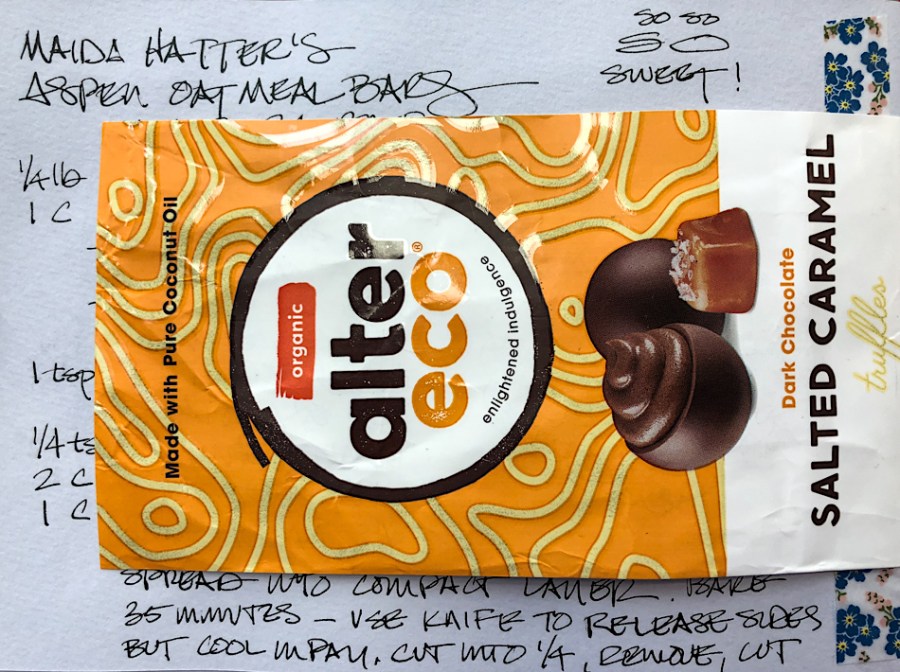 MAIDA HATTER'S
ASPEN OATMEAL BARS
SO SO
SO
SWEET!
1/4 lb
1 C
1 tsp
1/4 ts
2 C
1 C
Made with Pure Coconut Oil
organic
alter
eco®
enlightened indulgence
Dark Chocolate
SALTED CARAMEL
truffles
SPREAD INTO COMPACT LAYER. BAKE
35 MINUTES – USE KNIFE TO RELEASE SIDES
BUT COOL IN PAN. CUT INTO 1/4, REMOVE, CUT